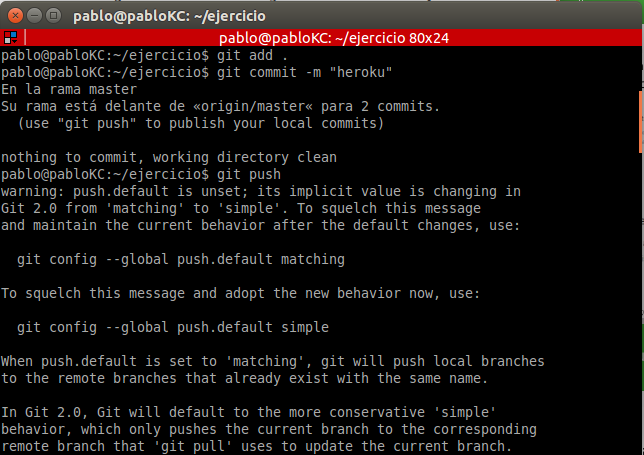 pablo@pabloKC: ~/ejercicio
pablo@pabloKC: ~/ejercicio 80x24
pablo@pabloKC:~/ejercicio$ git add .
pablo@pabloKC:~/ejercicio$ git commit -m "heroku"
En la rama master
Su rama está delante de «origin/master« para 2 commits.
  (use "git push" to publish your local commits)

nothing to commit, working directory clean
pablo@pabloKC:~/ejercicio$ git push
warning: push.default is unset; its implicit value is changing in
Git 2.0 from 'matching' to 'simple'. To squelch this message
and maintain the current behavior after the default changes, use:

  git config --global push.default matching

To squelch this message and adopt the new behavior now, use:

  git config --global push.default simple

When push.default is set to 'matching', git will push local branches
to the remote branches that already exist with the same name.

In Git 2.0, Git will default to the more conservative 'simple'
behavior, which only pushes the current branch to the corresponding
remote branch that 'git pull' uses to update the current branch.